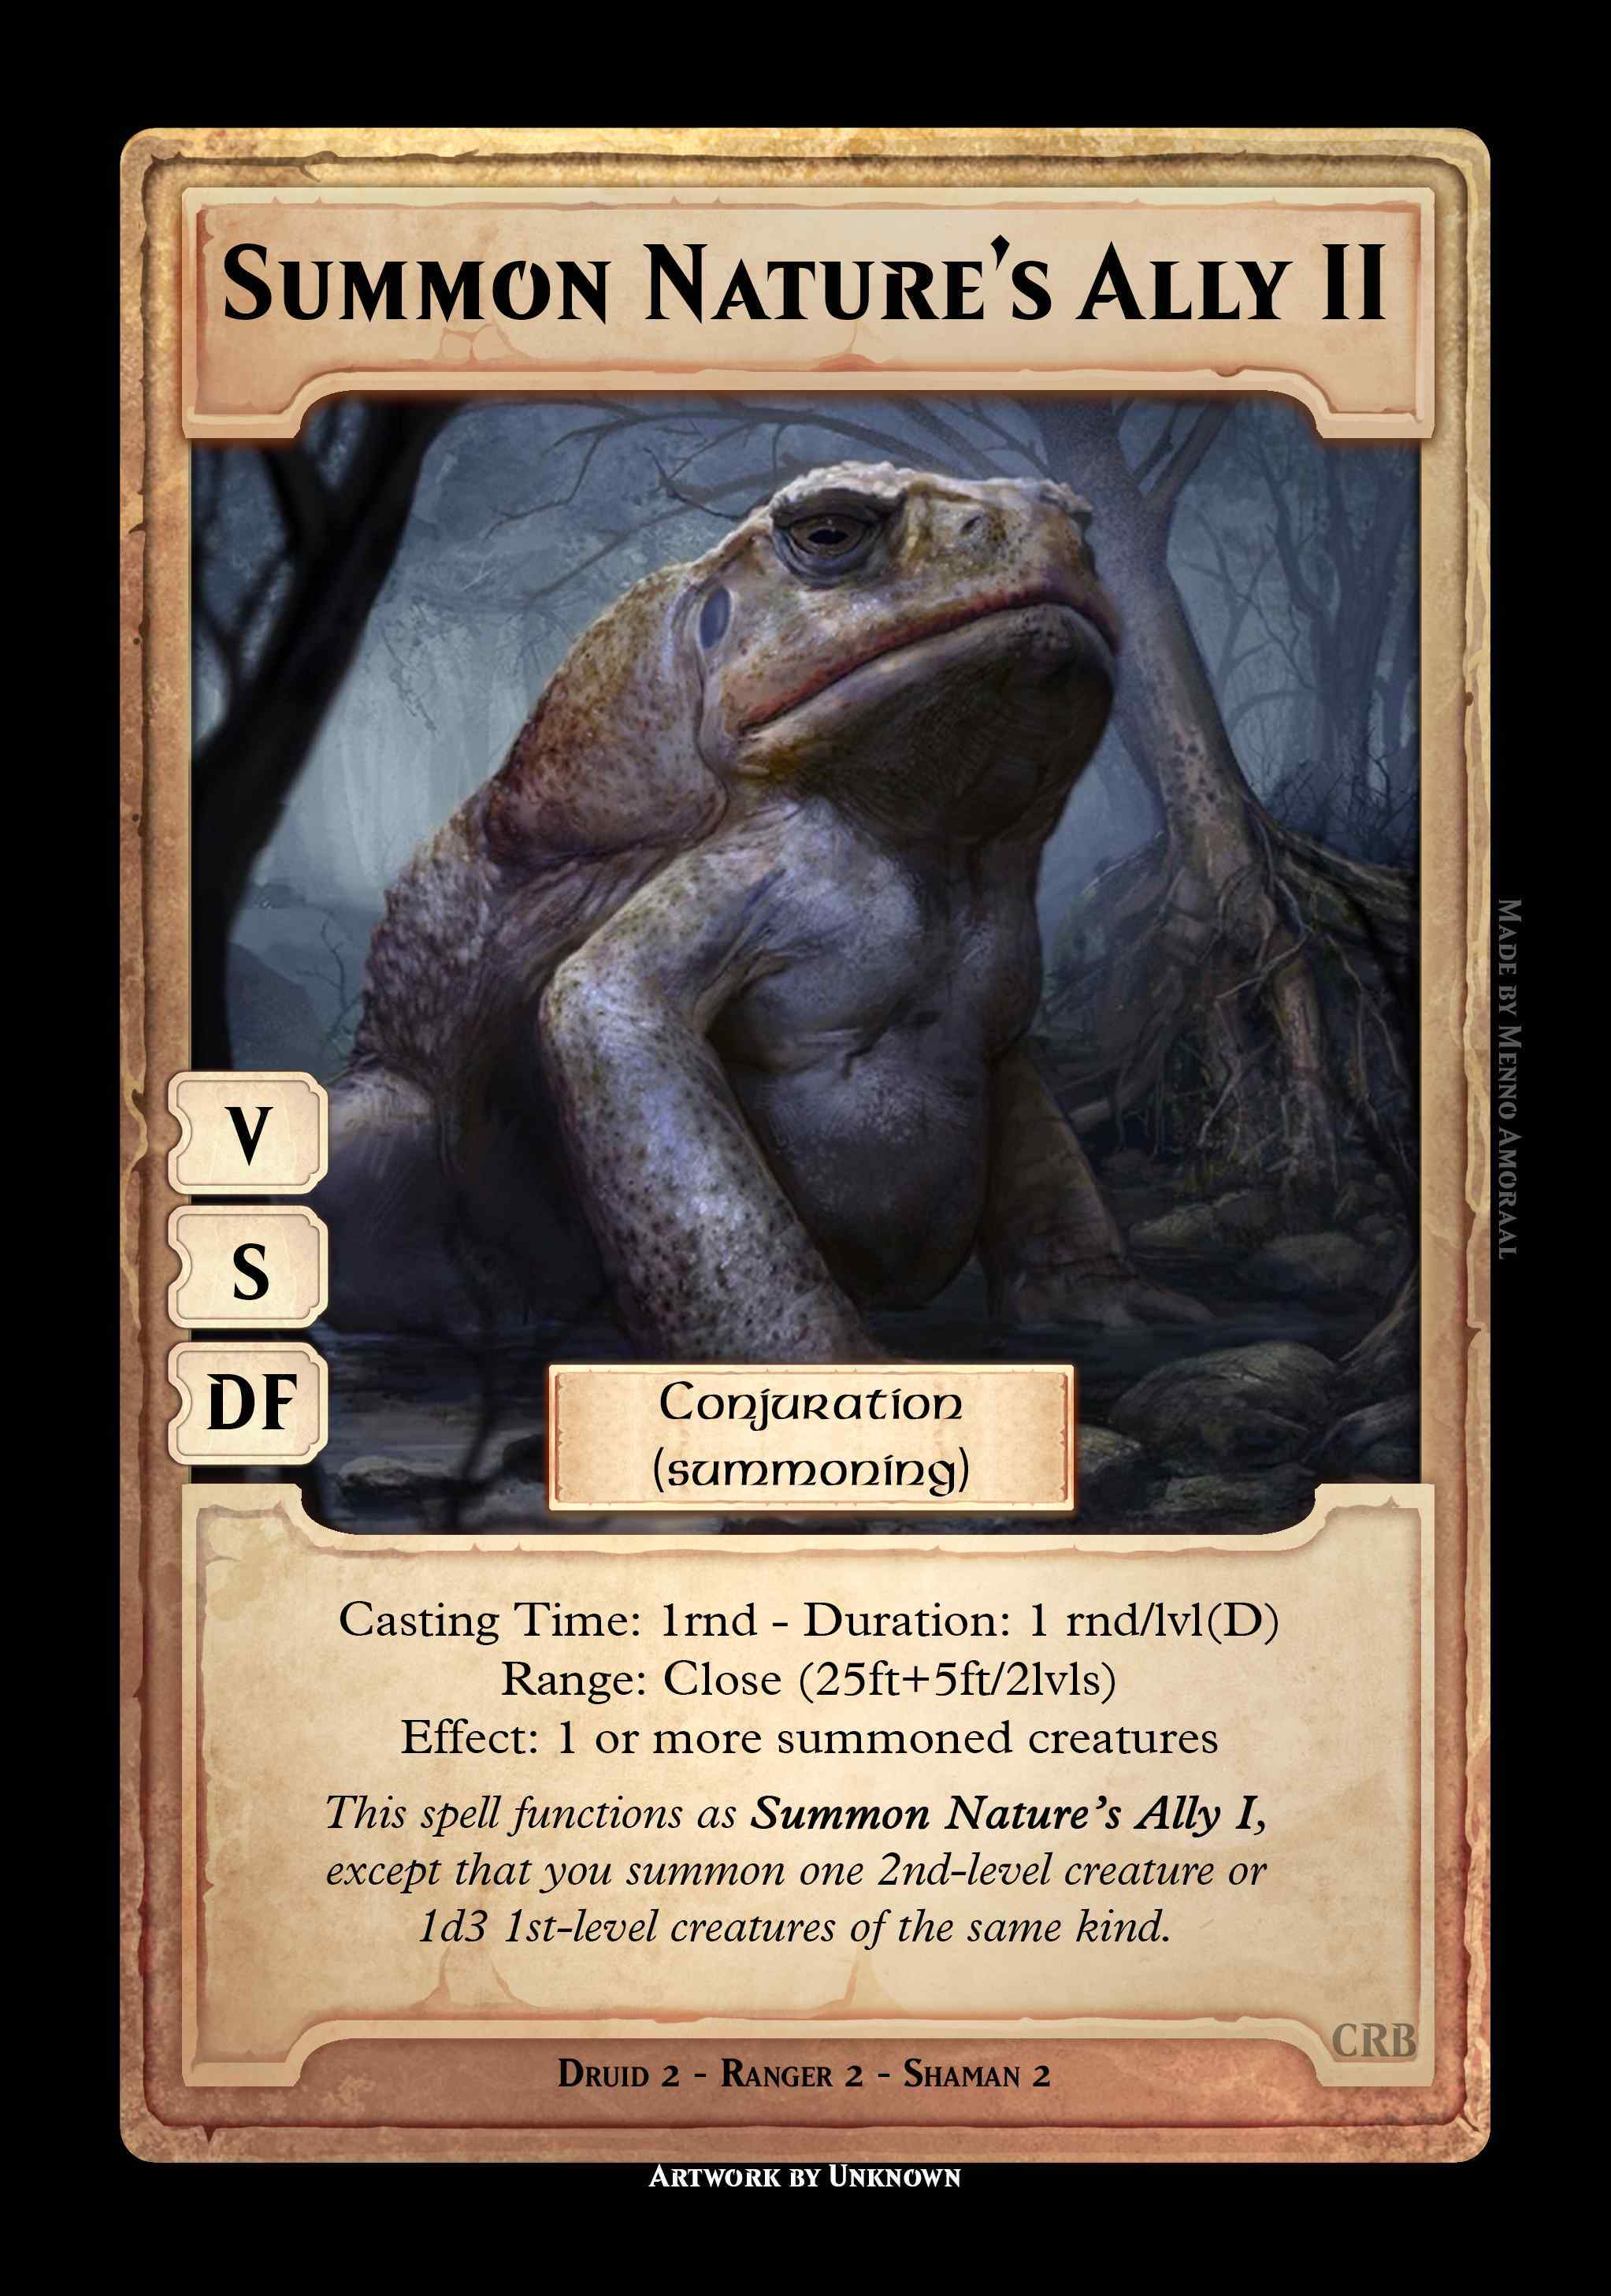 Summon Nature's Ally II
V
S
DF
Conjuration
(summoning)
Casting Time: 1rnd - Duration: 1 rnd/lvl(D)
Range: Close (25ft+5ft/2lvls)
Effect: 1 or more summoned creatures
This spell functions as Summon Nature's Ally I,
except that you summon one 2nd-level creature or
1d3 1st-level creatures of the same kind.
CRB
Druid 2 - Ranger 2 - Shaman 2
Artwork by Unknown
Made by Menno Amoraal